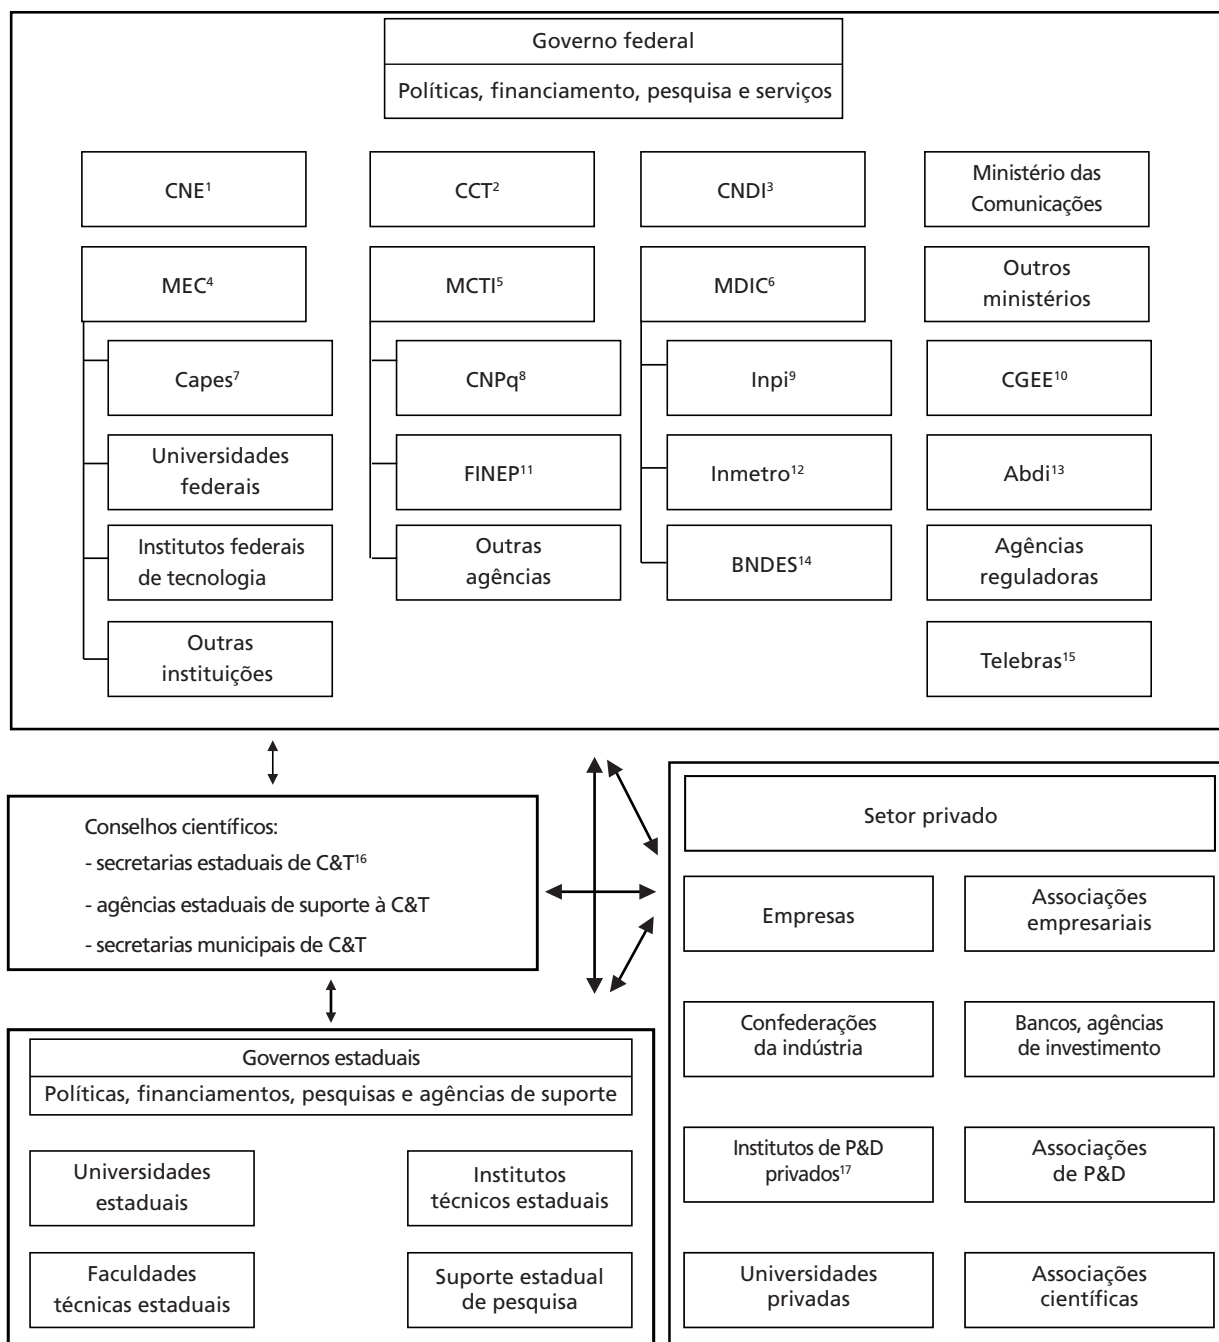 Governo federal
Políticas, financiamento, pesquisa e serviços
CNE¹
CCT²
CNDI³
Ministério das
Comunicações
MEC⁴
MCTI⁵
MDIC⁶
Outros
ministérios
Capes⁷
CNPq⁸
Inpi⁹
CGEE¹⁰
Universidades
federais
FINEP¹¹
Inmetro¹²
Abdi¹³
Institutos federais
de tecnologia
Outras
agências
BNDES¹⁴
Agências
reguladoras
Outras
instituições
Telebras¹⁵
Conselhos científicos:
- secretarias estaduais de C&T¹⁶
- agências estaduais de suporte à C&T
- secretarias municipais de C&T
Setor privado
Empresas
Associações
empresariais
Confederações
da indústria
Bancos, agências
de investimento
Institutos de P&D
privados¹⁷
Associações
de P&D
Universidades
privadas
Associações
científicas
Governos estaduais
Políticas, financiamentos, pesquisas e agências de suporte
Universidades
estaduais
Institutos
técnicos estaduais
Faculdades
técnicas estaduais
Suporte estadual
de pesquisa